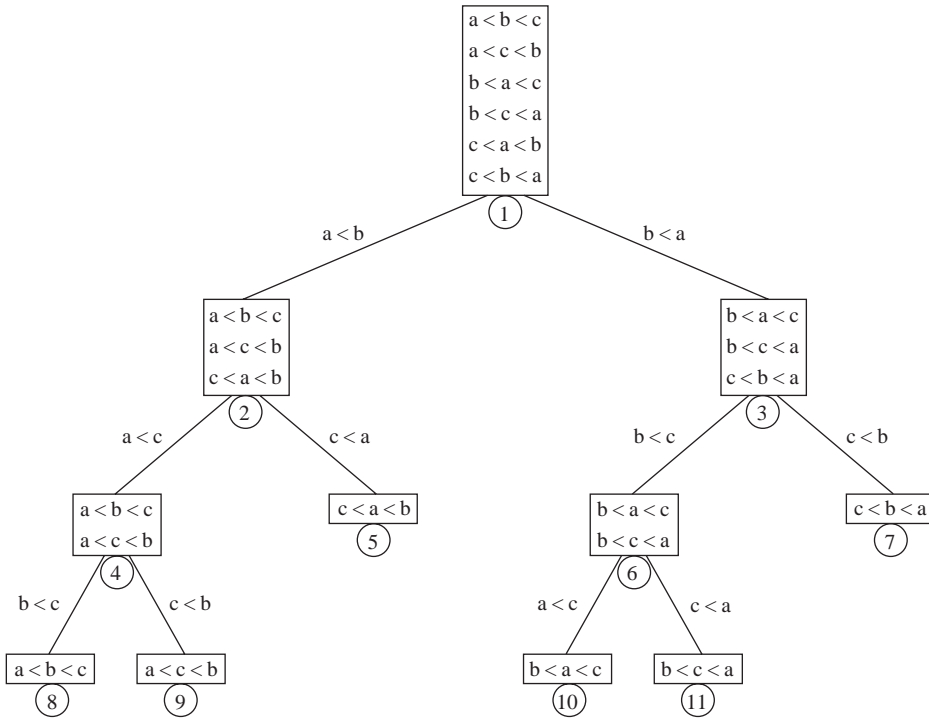 a < b < c
a < c < b
b < a < c
b < c < a
c < a < b
c < b < a
1
a < b
b < a
a < b < c
a < c < b
c < a < b
2
b < a < c
b < c < a
c < b < a
3
a < c
c < a
b < c
c < b
a < b < c
a < c < b
4
c < a < b
5
b < a < c
b < c < a
6
c < b < a
7
b < c
c < b
a < c
c < a
a < b < c
8
a < c < b
9
b < a < c
10
b < c < a
11